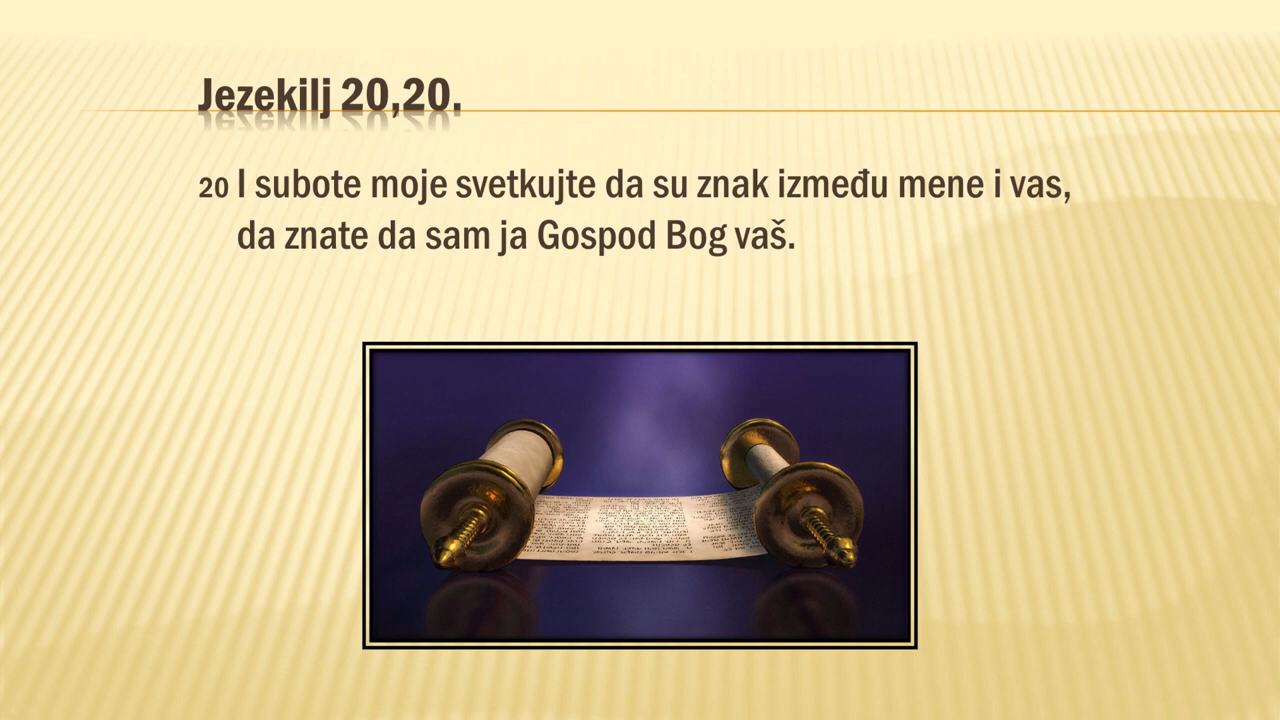 Jezekilj 20,20.
20 I subote moje svetkujte da su znak između mene i vas,
da znate da sam ja Gospod Bog vaš.